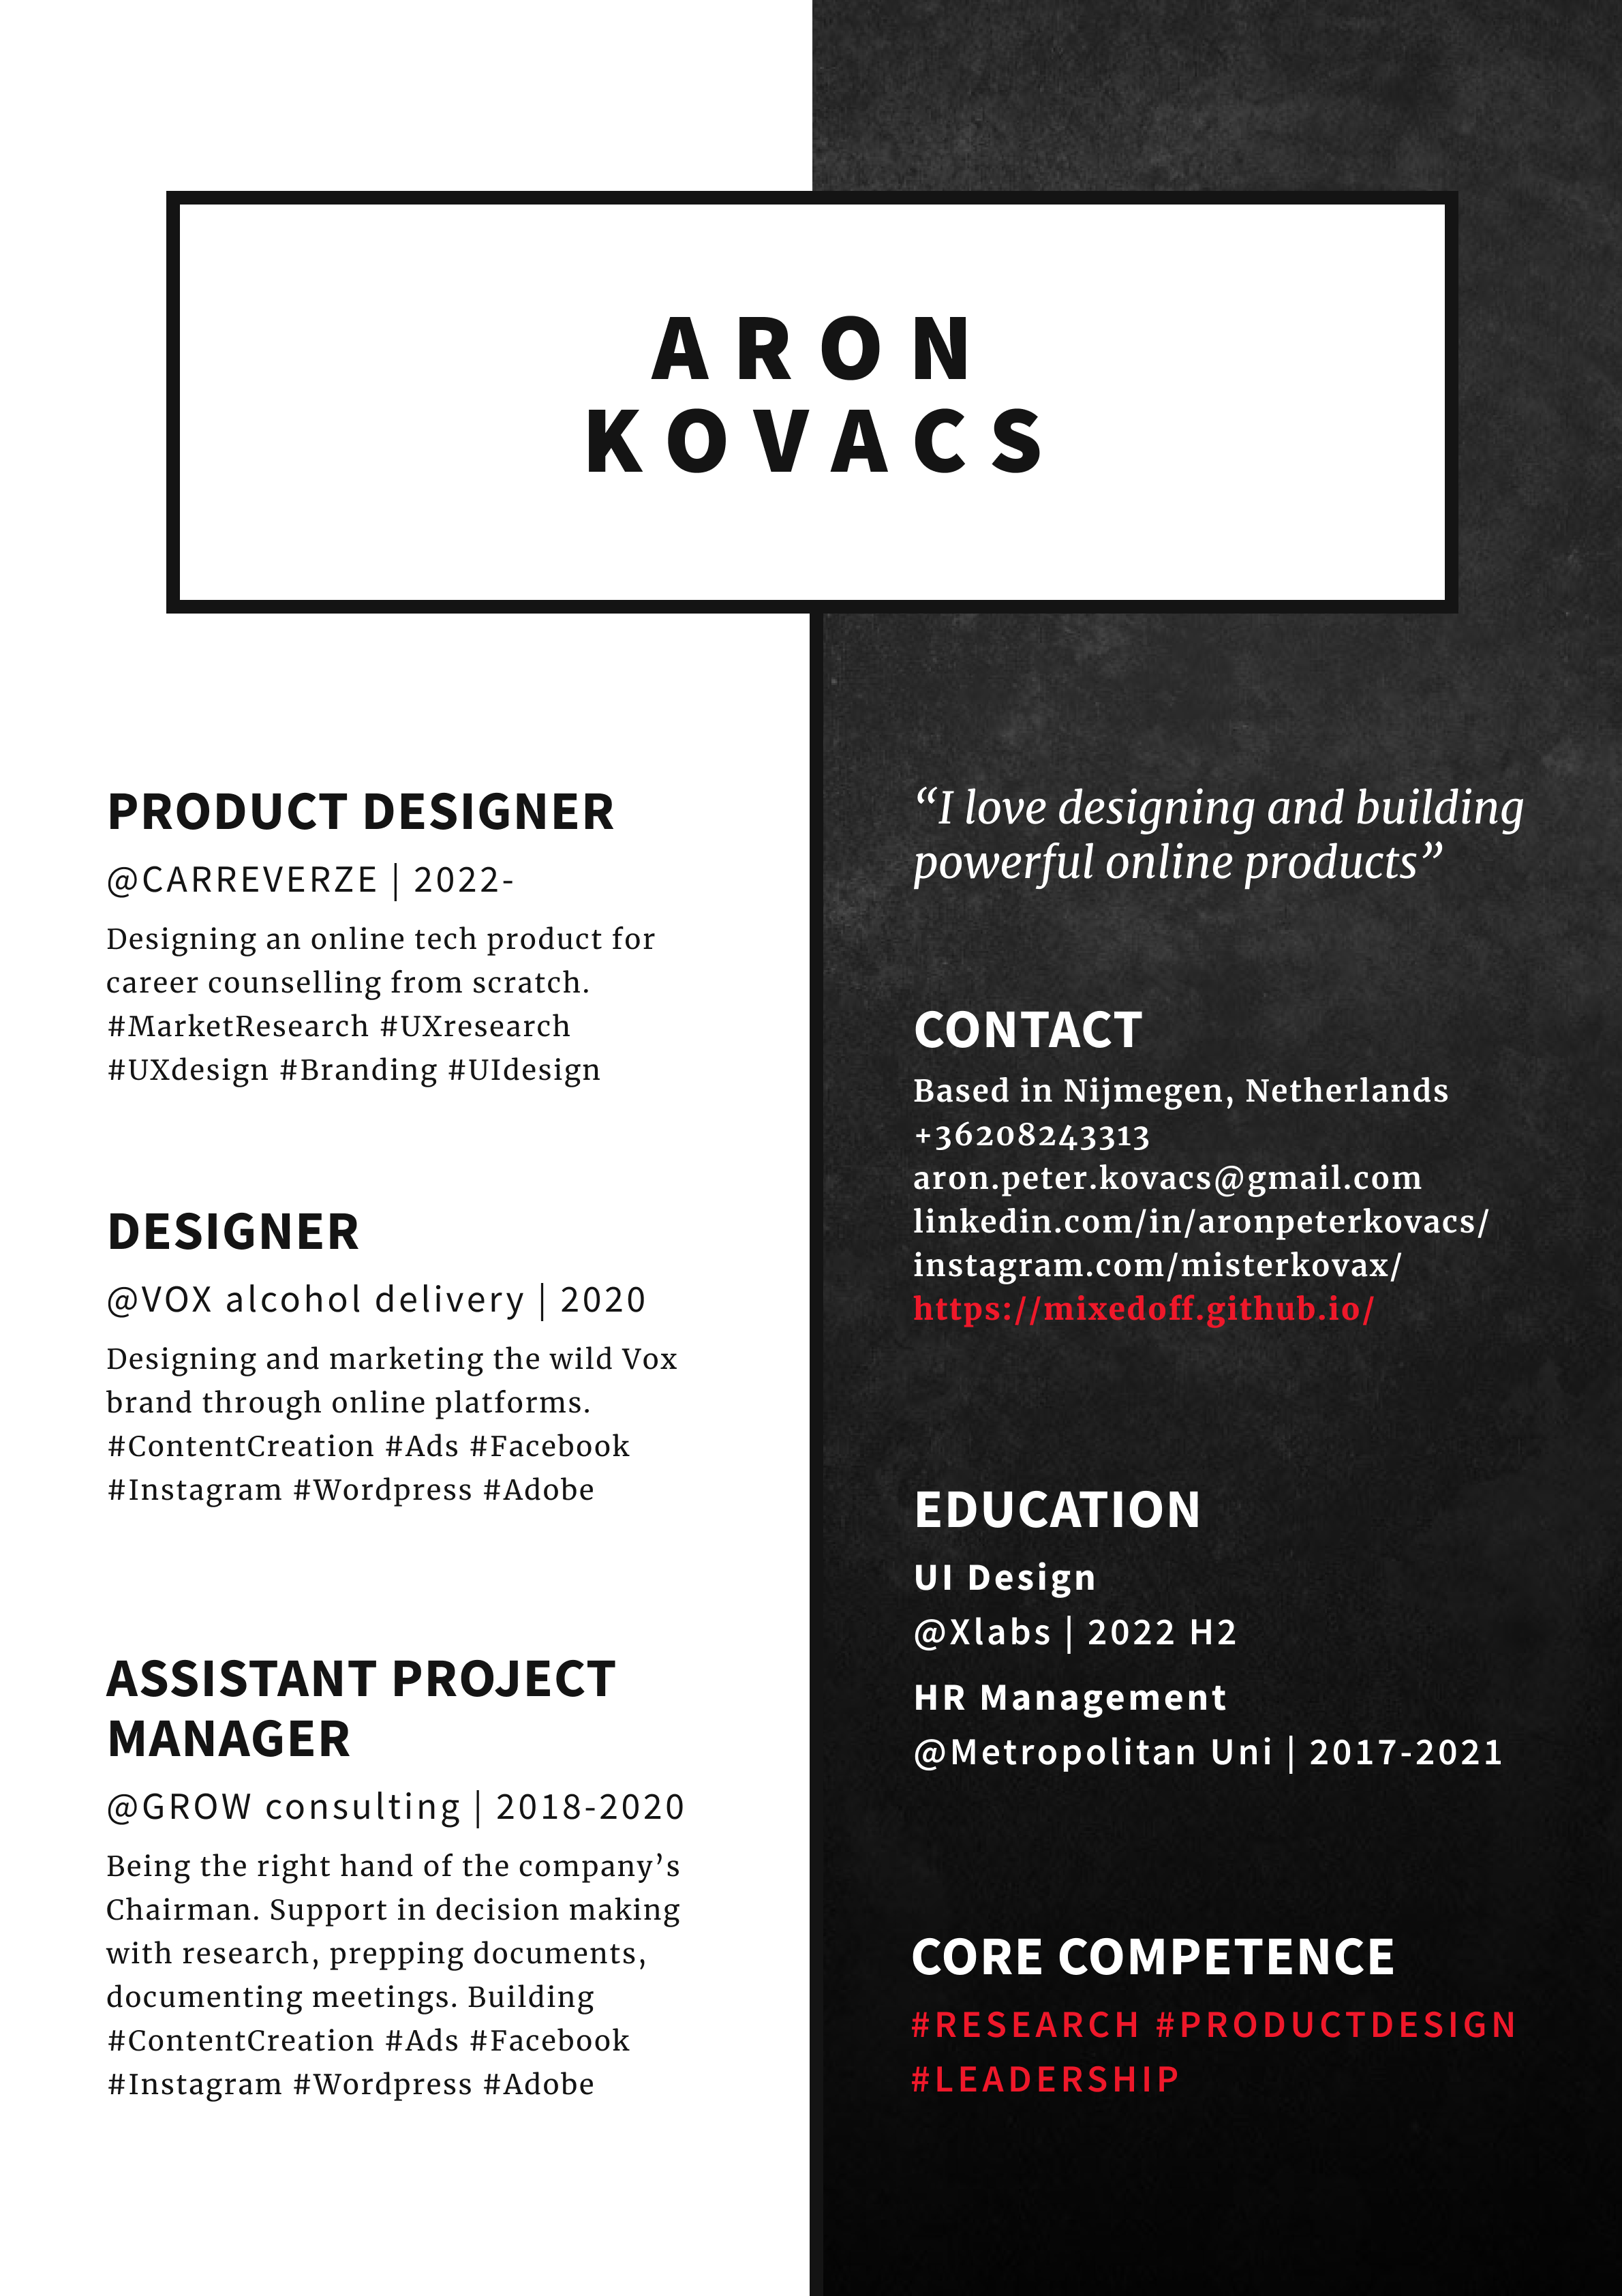 ARON
KOVACS
PRODUCT DESIGNER
@CARREVERZE | 2022-
Designing an online tech product for
career counselling from scratch.
#MarketResearch #UXresearch
#UXdesign #Branding #UIdesign
DESIGNER
@VOX alcohol delivery | 2020
Designing and marketing the wild Vox
brand through online platforms.
#ContentCreation #Ads #Facebook
#Instagram #Wordpress #Adobe
ASSISTANT PROJECT
MANAGER
@GROW consulting | 2018-2020
Being the right hand of the company’s
Chairman. Support in decision making
with research, prepping documents,
documenting meetings. Building
#ContentCreation #Ads #Facebook
#Instagram #Wordpress #Adobe
“I love designing and building
powerful online products”
CONTACT
Based in Nijmegen, Netherlands
+36208243313
aron.peter.kovacs@gmail.com
linkedin.com/in/aronpeterkovacs/
instagram.com/misterkovax/
https://mixedoff.github.io/
EDUCATION
UI Design
@Xlabs | 2022 H2
HR Management
@Metropolitan Uni | 2017-2021
CORE COMPETENCE
#RESEARCH #PRODUCTDESIGN
#LEADERSHIP